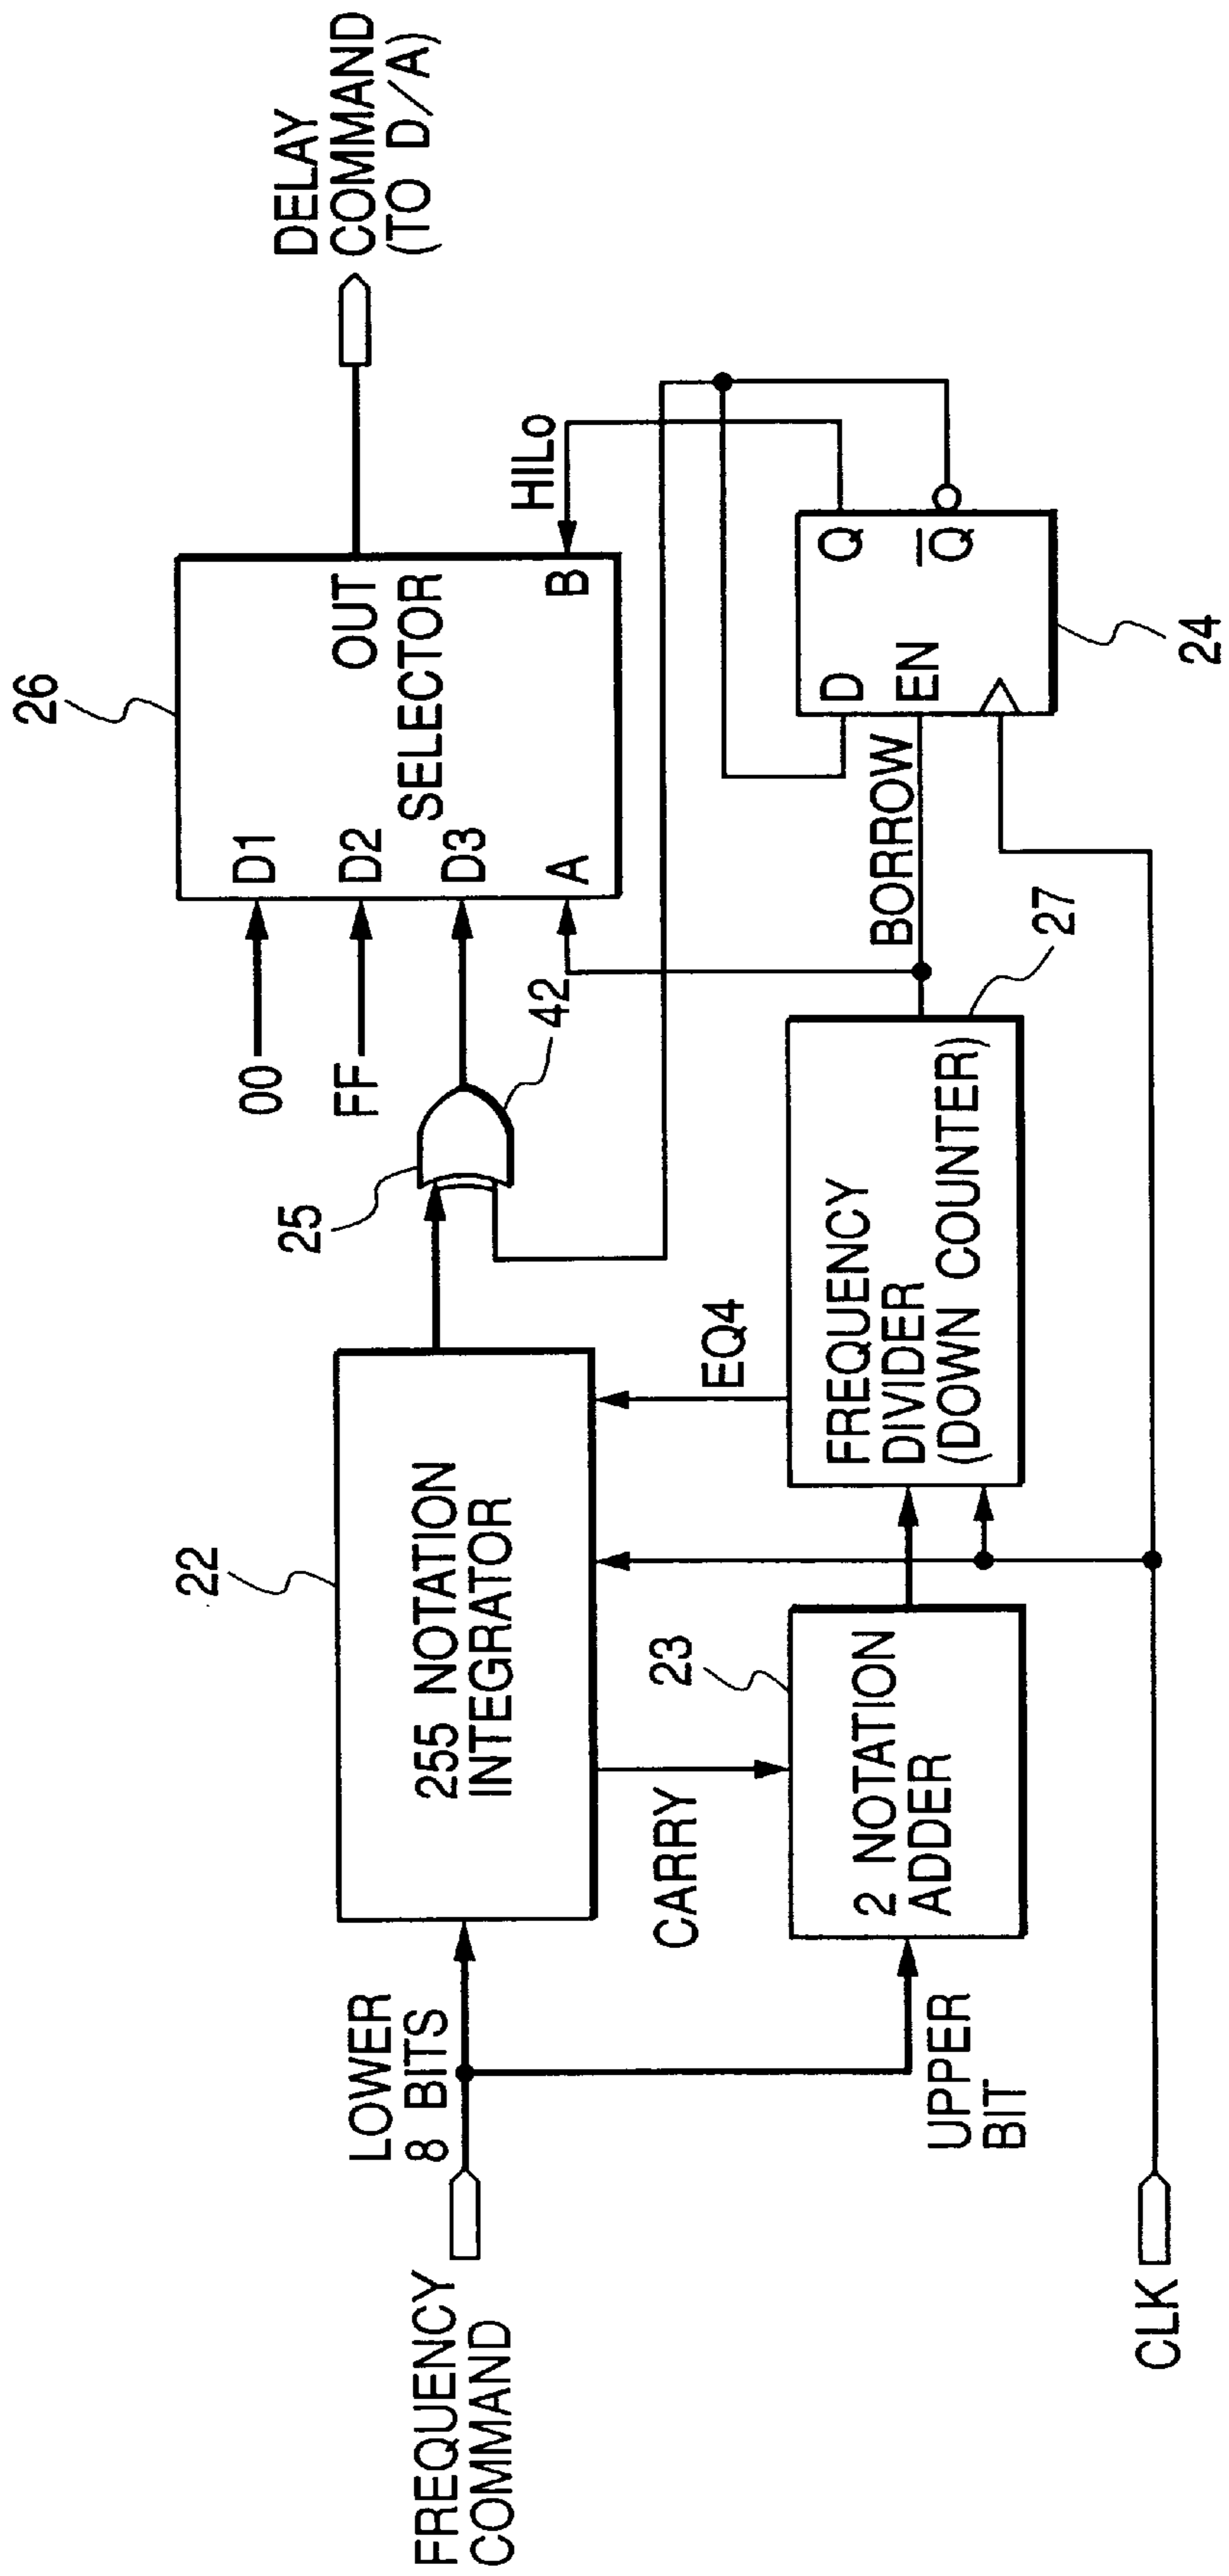 FREQUENCY
COMMAND
LOWER
8 BITS
UPPER
BIT
CLK
22
255 NOTATION
INTEGRATOR
CARRY
23
2 NOTATION
ADDER
EQ4
FREQUENCY
DIVIDER
(DOWN COUNTER)
27
BORROW
25
42
00
FF
26
D1
D2
D3
A
OUT
SELECTOR
B
HILo
D
EN
Q
Q̅
24
DELAY
COMMAND
(TO D/A)